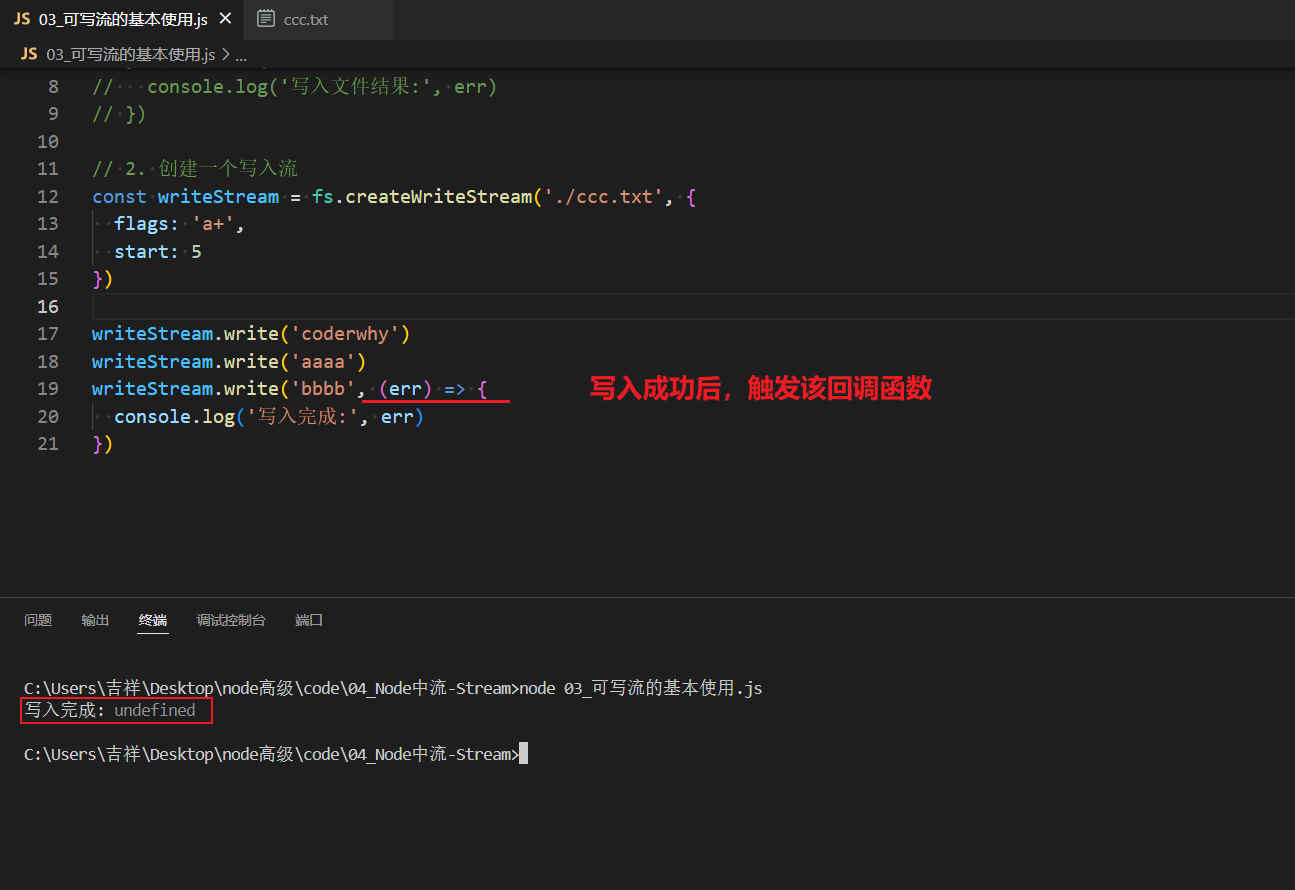 JS 03_可写流的基本使用.js × ccc.txt
JS 03_可写流的基本使用.js > ...
8 //   console.log('写入文件结果:', err)
9 // })
10
11 // 2. 创建一个写入流
12 const writeStream = fs.createWriteStream('./ccc.txt', {
13   flags: 'a+',
14   start: 5
15 })
16
17 writeStream.write('coderwhy')
18 writeStream.write('aaaa')
19 writeStream.write('bbbb', (err) => { 写入成功后，触发该回调函数
20   console.log('写入完成:', err)
21 })
问题 输出 终端 调试控制台 端口
C:\Users\吉祥\Desktop\node高级\code\04_Node中流-Stream>node 03_可写流的基本使用.js
写入完成: undefined
C:\Users\吉祥\Desktop\node高级\code\04_Node中流-Stream>